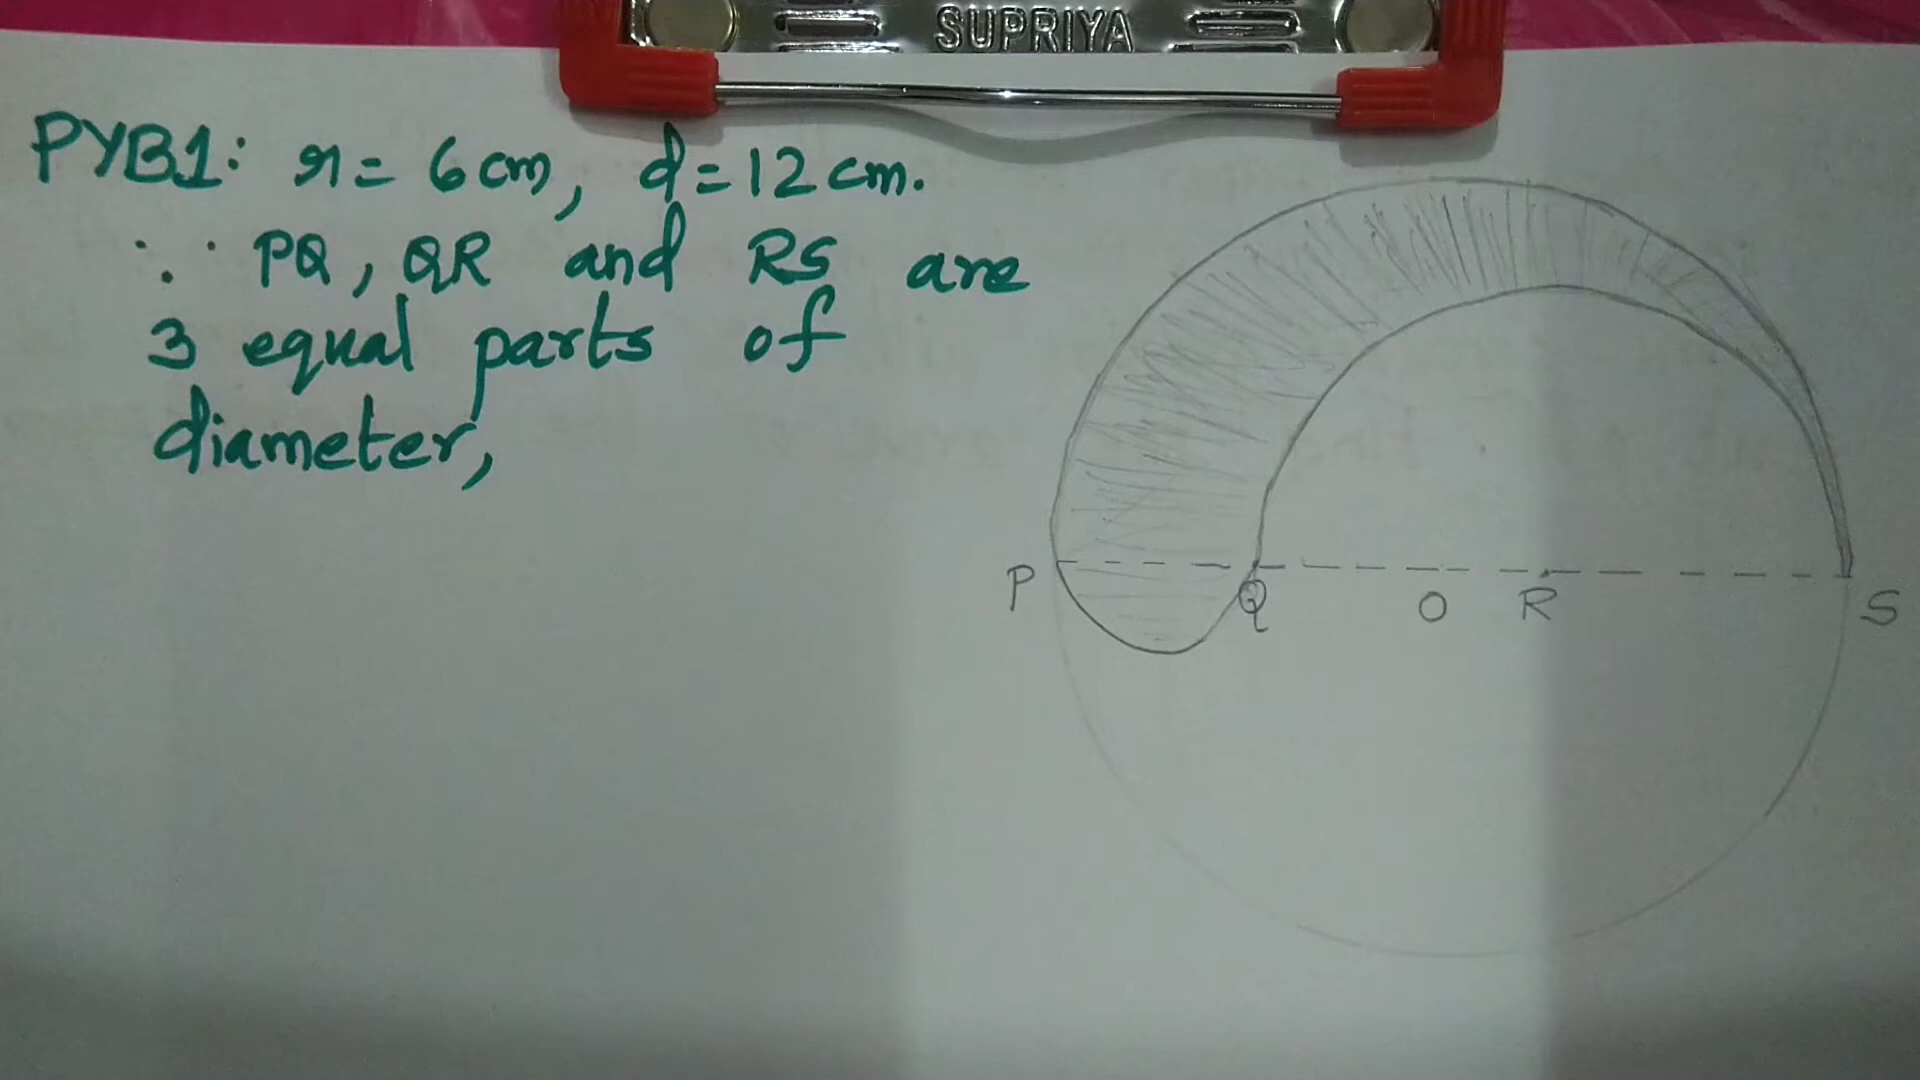 SUPRIYA
PYB1: r = 6 cm, d = 12 cm.
∵ PQ, QR and RS are
3 equal parts of
diameter,
P Q O R S